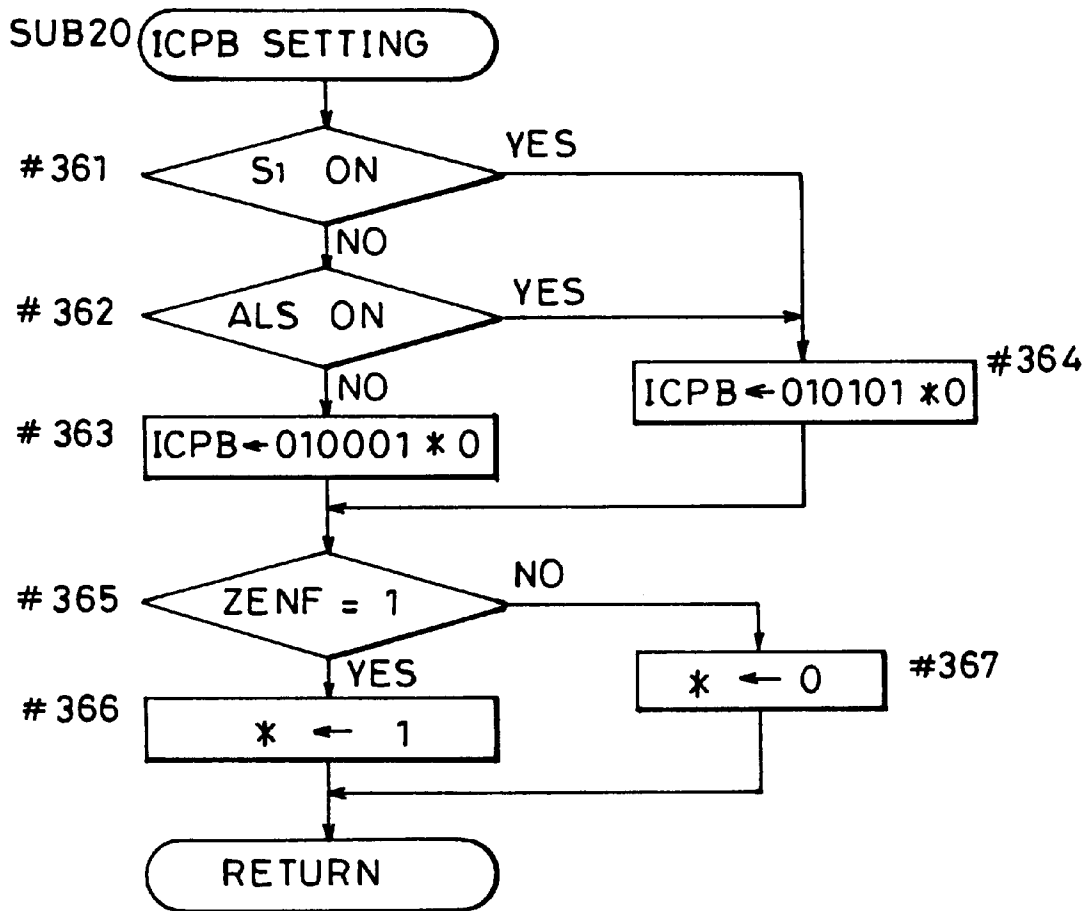 SUB20 ICPB SETTING
#361 S1 ON YES
NO
#362 ALS ON YES
NO
#363 ICPB←010001*0
ICPB←010101*0 #364
#365 ZENF = 1 NO
YES
#366 * ← 1
* ← 0 #367
RETURN